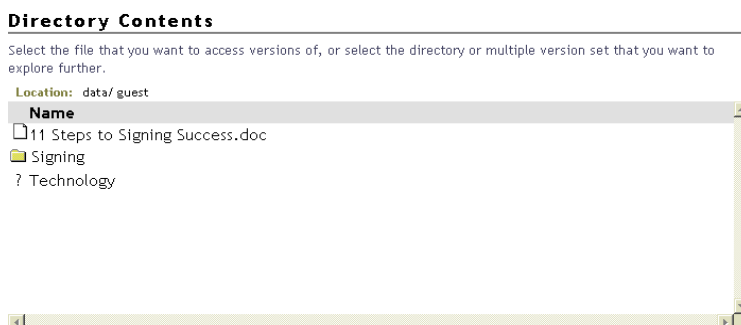 Directory Contents
Select the file that you want to access versions of, or select the directory or multiple version set that you want to
explore further.
Location: data/ guest
Name
11 Steps to Signing Success.doc
Signing
? Technology